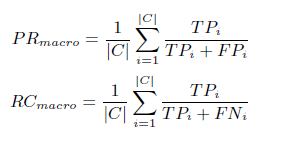 $PR_{macro} = \frac{1}{|C|} \sum_{i=1}^{|C|} \frac{TP_i}{TP_i + FP_i}$
$RC_{macro} = \frac{1}{|C|} \sum_{i=1}^{|C|} \frac{TP_i}{TP_i + FN_i}$